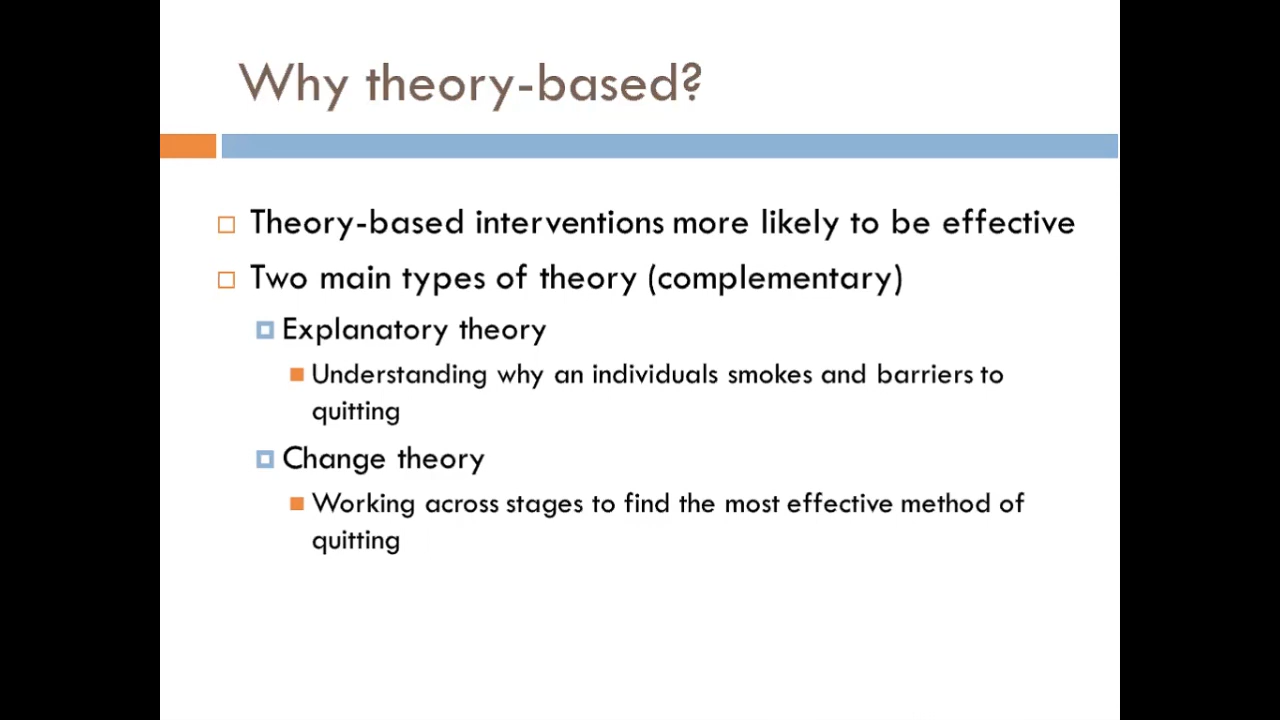 Why theory-based?
Theory-based interventions more likely to be effective
Two main types of theory (complementary)
Explanatory theory
Understanding why an individuals smokes and barriers to
quitting
Change theory
Working across stages to find the most effective method of
quitting